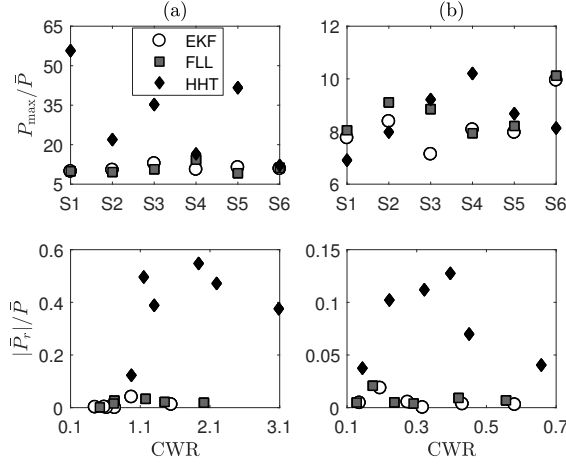 (a)
(b)
65
50
35
20
5
P_max/P̄
EKF
FLL
HHT
S1 S2 S3 S4 S5 S6
12
10
8
6
S1 S2 S3 S4 S5 S6
0.6
0.4
0.2
0
|P̄_r|/P̄
0.1 1.1 2.1 3.1
CWR
0.15
0.1
0.05
0
0.1 0.3 0.5 0.7
CWR